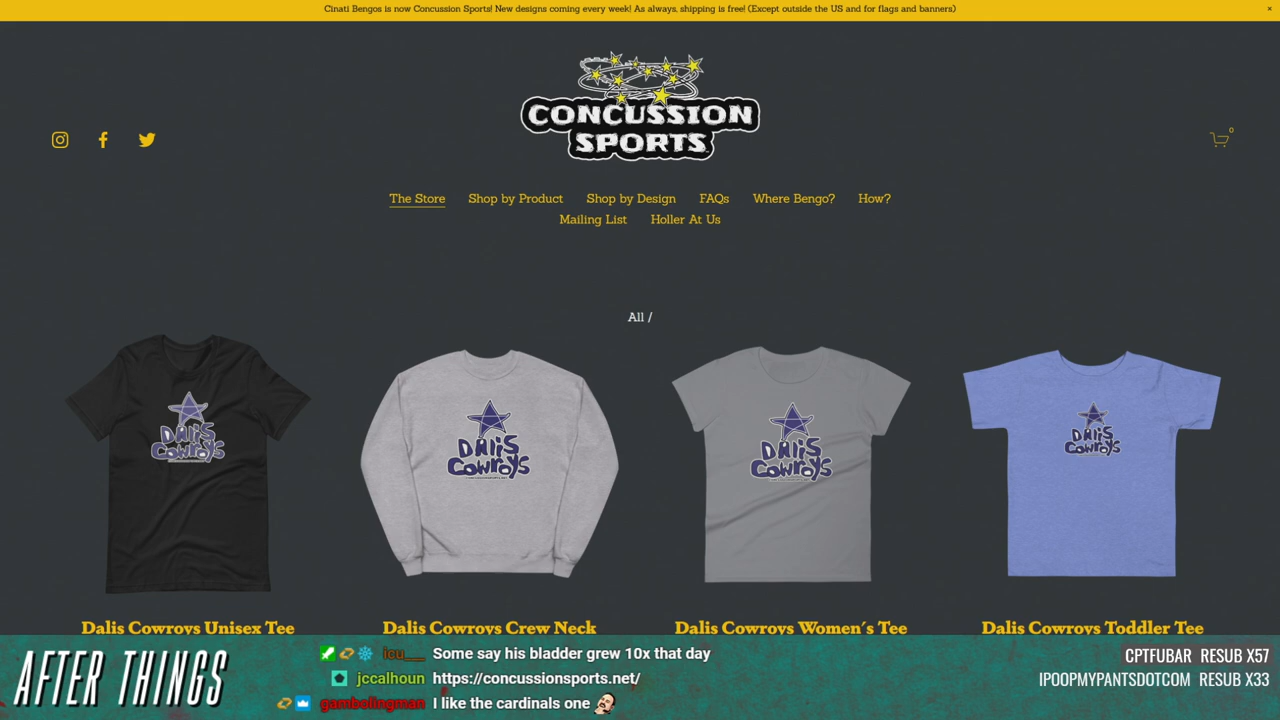 Cinati Bengos is now Concussion Sports! New designs coming every week! As always, shipping is free! (Except outside the US and for flags and banners)
×
CONCUSSION
SPORTS
0
The Store Shop by Product Shop by Design FAQs Where Bengo? How?
Mailing List Holler At Us
All /
Dalis Cowroys
Dalis Cowroys
Dalis Cowroys
Dalis Cowroys
Dalis Cowroys Unisex Tee
Dalis Cowroys Crew Neck
Dalis Cowroys Women's Tee
Dalis Cowroys Toddler Tee
AFTER THINGS
icu___ Some say his bladder grew 10x that day
jccalhoun https://concussionsports.net/
gambolingman I like the cardinals one
CPTFUBAR RESUB X57
IPOOPMYPANTSDOTCOM RESUB X33